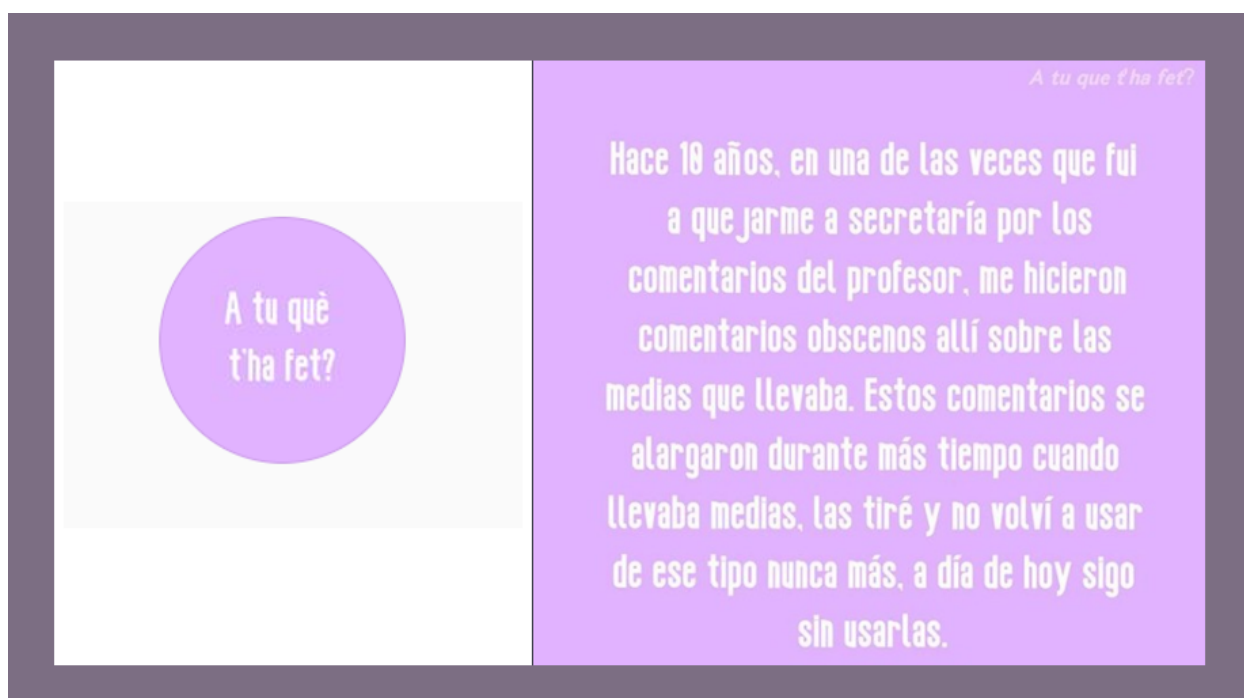 A tu què
t'ha fet?
A tu que t'ha fet?
Hace 10 años, en una de las veces que fui
a quejarme a secretaría por los
comentarios del profesor, me hicieron
comentarios obscenos allí sobre las
medias que llevaba. Estos comentarios se
alargaron durante más tiempo cuando
llevaba medias, las tiré y no volví a usar
de ese tipo nunca más, a día de hoy sigo
sin usarlas.